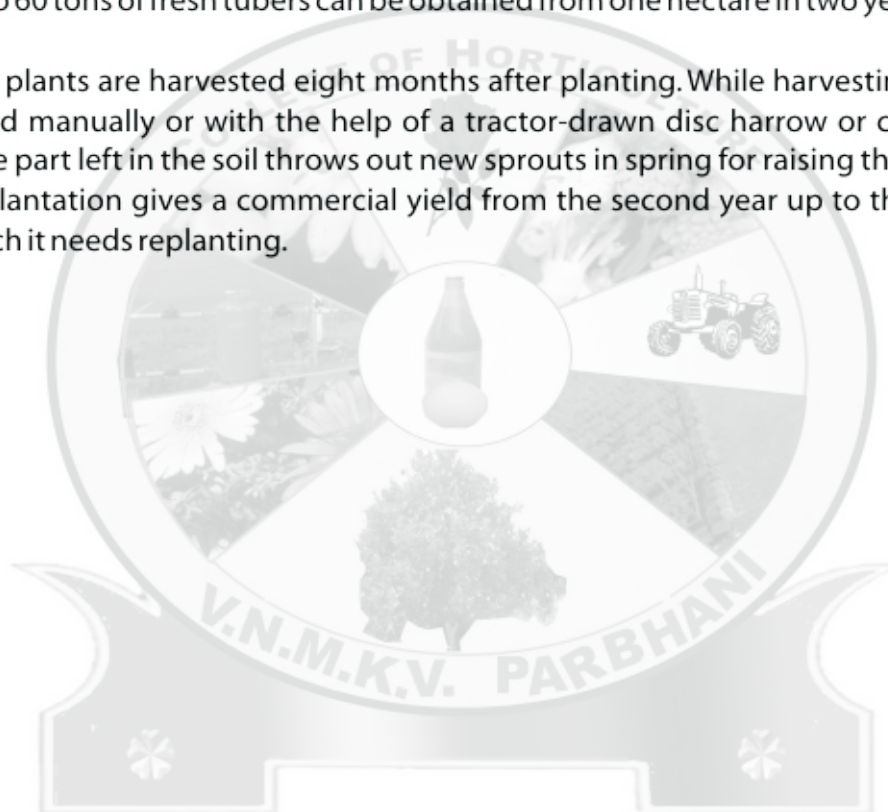 60 tons of fresh tubers can be obtained from one hectare in two ye
plants are harvested eight months after planting. While harvestin
d manually or with the help of a tractor-drawn disc harrow or c
e part left in the soil throws out new sprouts in spring for raising th
lantation gives a commercial yield from the second year up to th
ch it needs replanting.
COLLEGE OF HORTICULTURE
V.N.M.K.V. PARBHANI